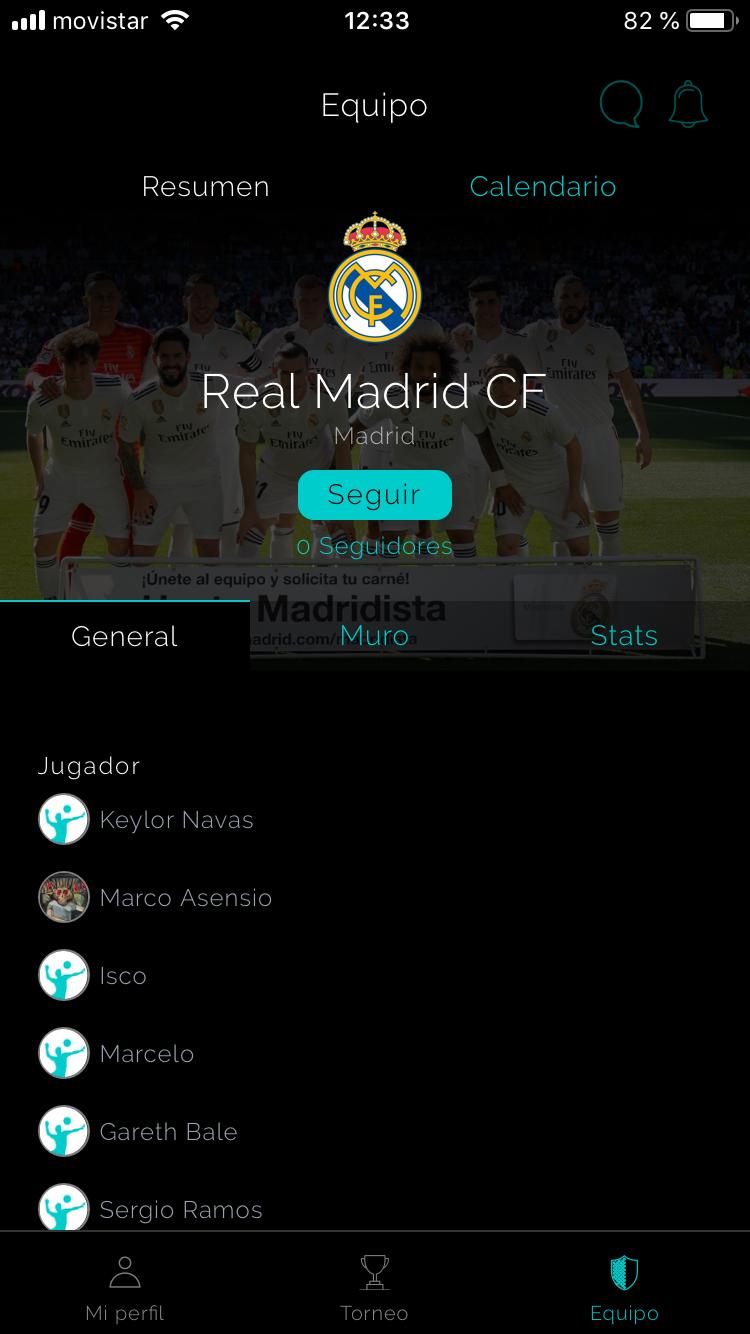 movistar 12:33 82 %
Equipo
Resumen Calendario
Real Madrid CF
Madrid
Seguir
0 Seguidores
¡Únete al equipo y solicita tu carné!
Madridista
General Muro Stats
Jugador
Keylor Navas
Marco Asensio
Isco
Marcelo
Gareth Bale
Sergio Ramos
Mi perfil Torneo Equipo